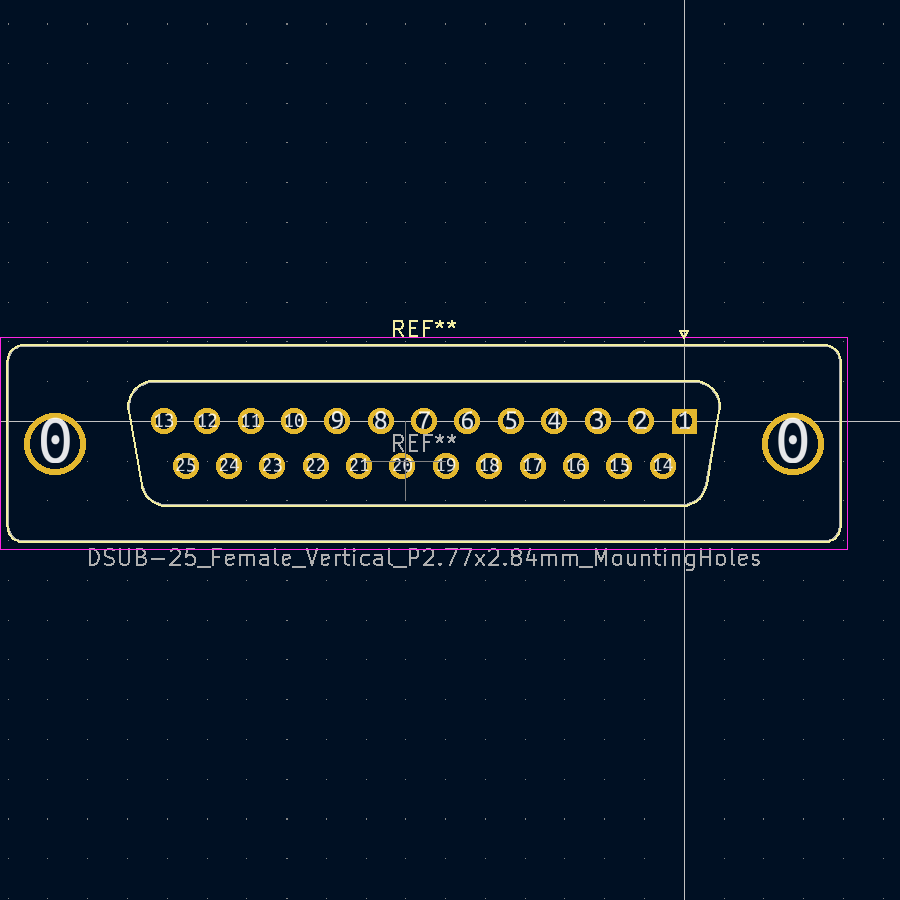 REF**
13 12 11 10 9 8 7 6 5 4 3 2 1
0 REF** 0
25 24 23 22 21 20 19 18 17 16 15 14
DSUB-25_Female_Vertical_P2.77x2.84mm_MountingHoles